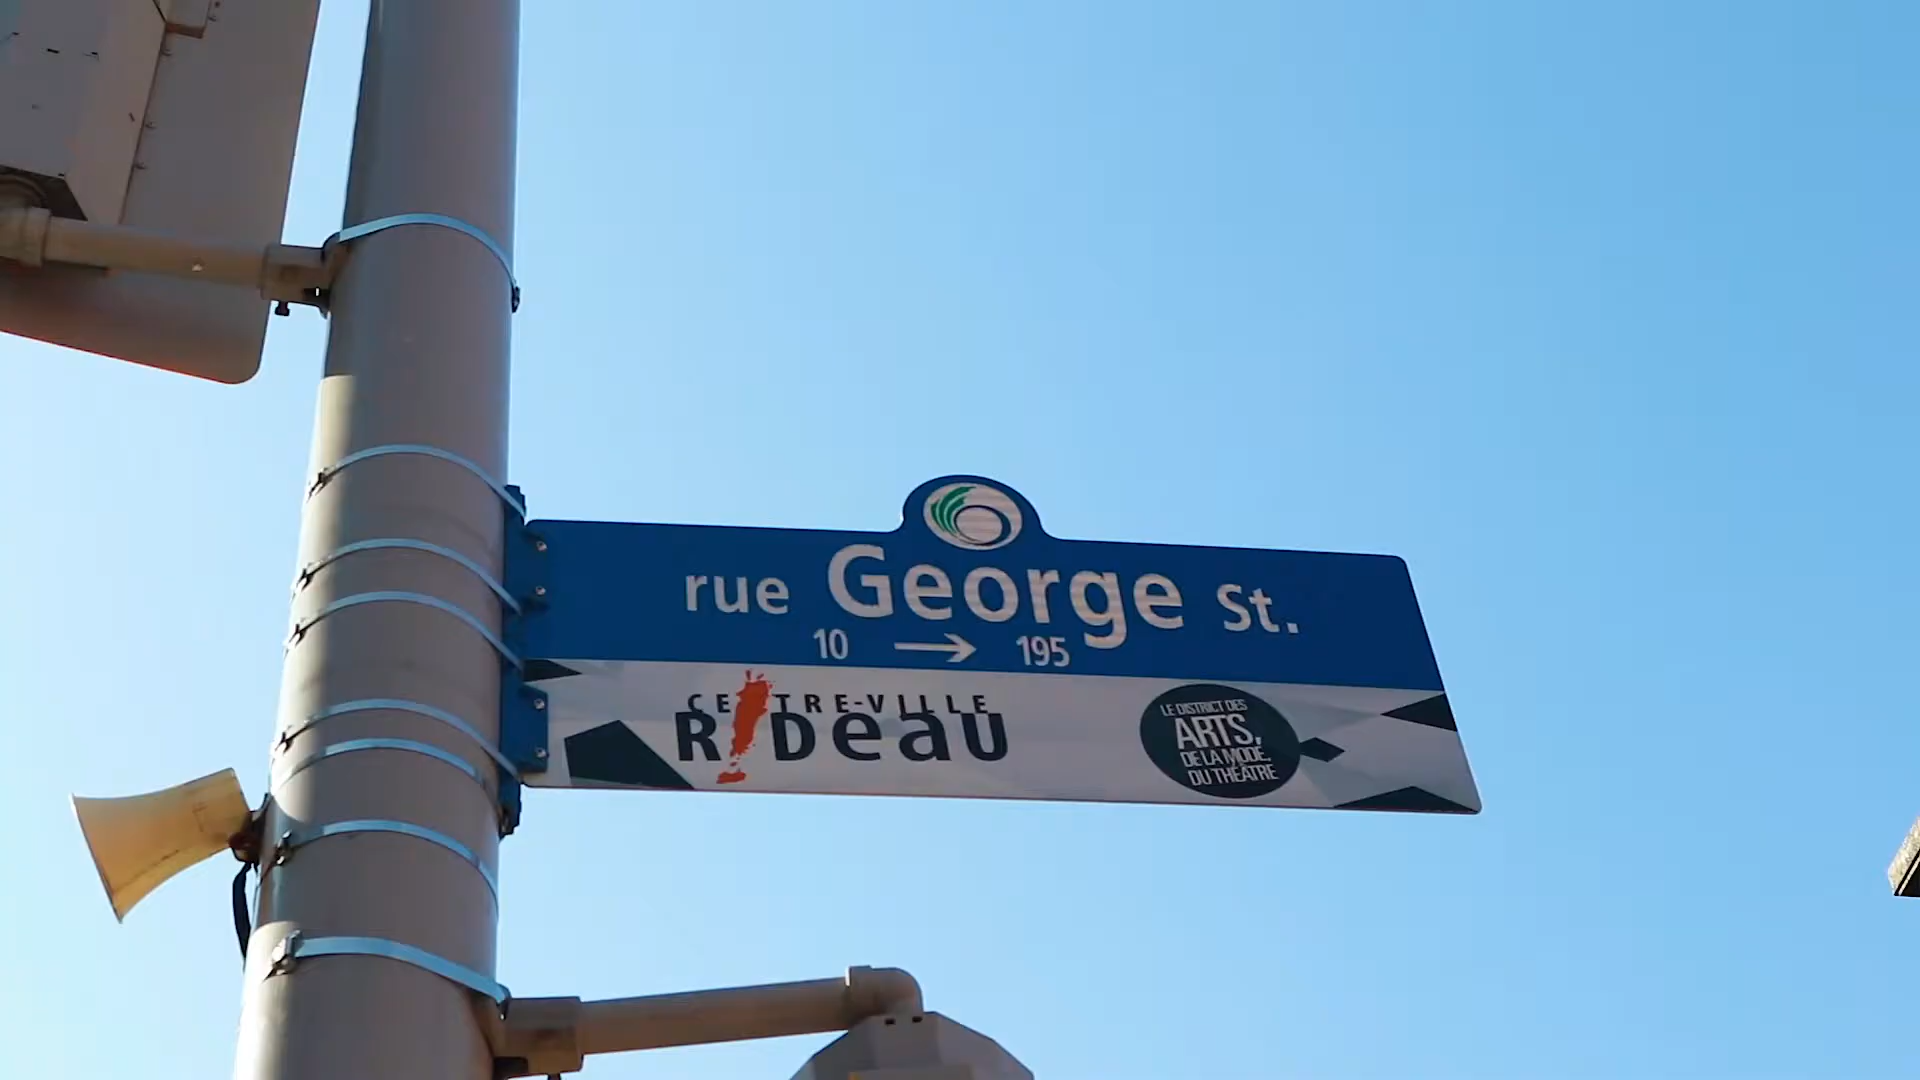 rue George St.
10 → 195
CENTRE-VILLE
RIDEAU
LE DISTRICT DES
ARTS,
DE LA MODE,
DU THÉÂTRE